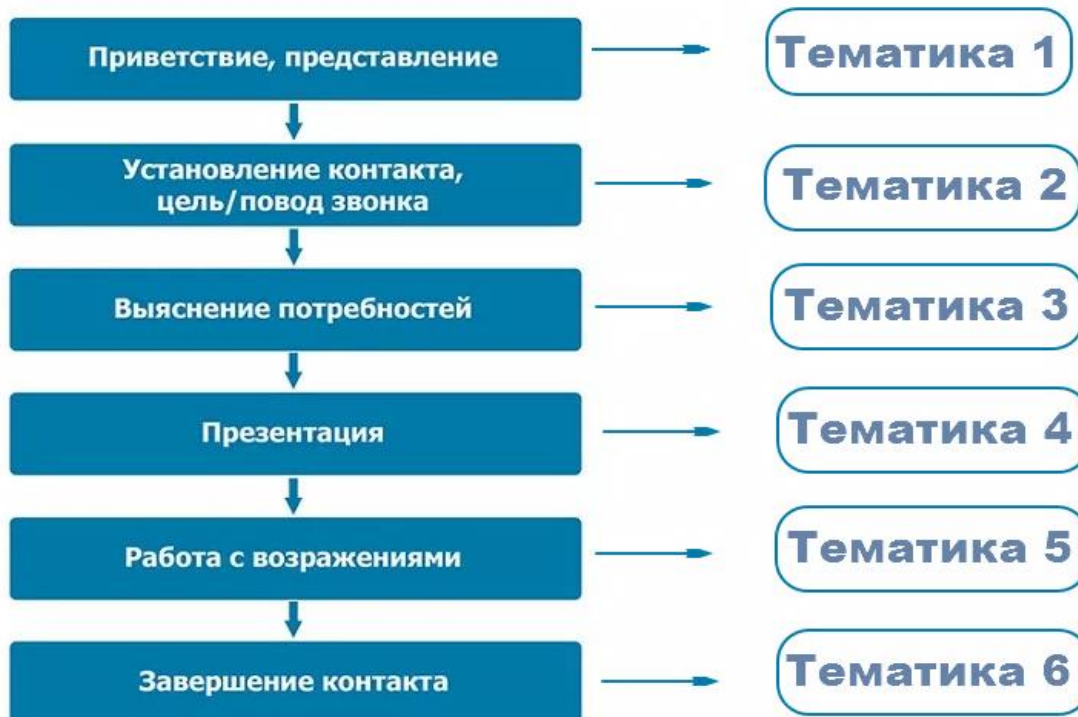 Приветствие, представление
Тематика 1
Установление контакта,
цель/повод звонка
Тематика 2
Выяснение потребностей
Тематика 3
Презентация
Тематика 4
Работа с возражениями
Тематика 5
Завершение контакта
Тематика 6